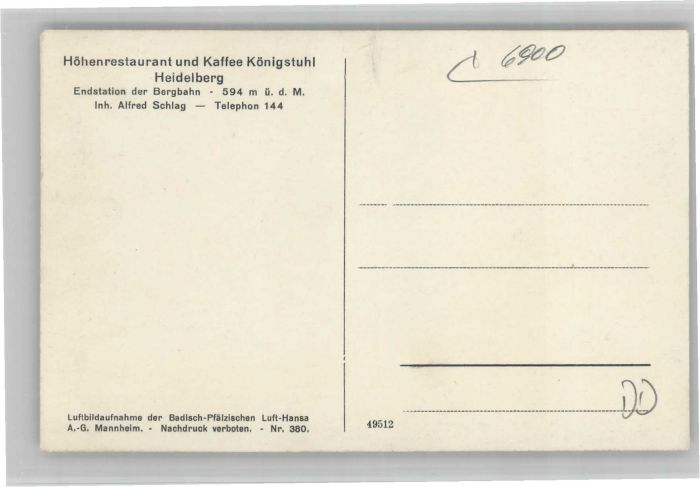 Höhenrestaurant und Kaffee Königstuhl
Heidelberg
Endstation der Bergbahn - 594 m ü. d. M.
Inh. Alfred Schlag — Telephon 144
6900
Luftbildaufnahme der Badisch-Pfälzischen Luft-Hansa
A.-G. Mannheim. - Nachdruck verboten. - Nr. 380.
49512